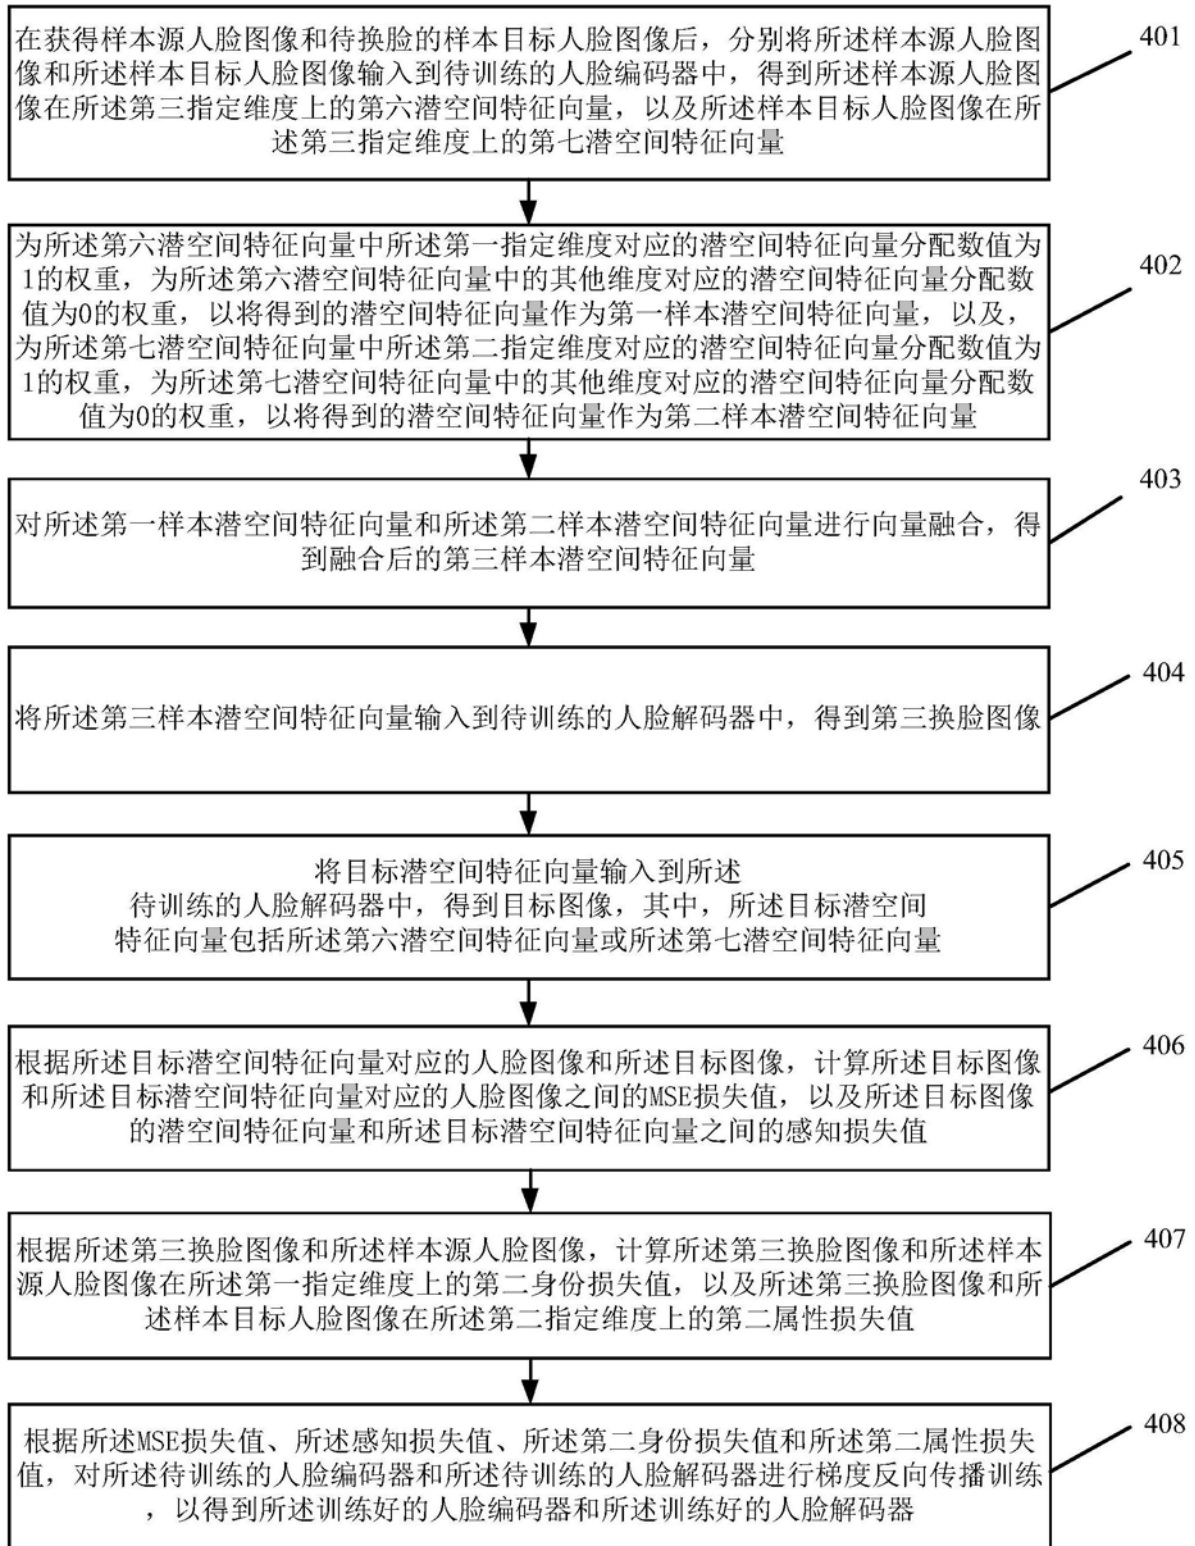 在获得样本源人脸图像和待换脸的样本目标人脸图像后，分别将所述样本源人脸图
像和所述样本目标人脸图像输入到待训练的人脸编码器中，得到所述样本源人脸图
像在所述第三指定维度上的第六潜空间特征向量，以及所述样本目标人脸图像在所
述第三指定维度上的第七潜空间特征向量
401
为所述第六潜空间特征向量中所述第一指定维度对应的潜空间特征向量分配数值为
1的权重，为所述第六潜空间特征向量中的其他维度对应的潜空间特征向量分配数
值为0的权重，以将得到的潜空间特征向量作为第一样本潜空间特征向量，以及，
为所述第七潜空间特征向量中所述第二指定维度对应的潜空间特征向量分配数值为
1的权重，为所述第七潜空间特征向量中的其他维度对应的潜空间特征向量分配数
值为0的权重，以将得到的潜空间特征向量作为第二样本潜空间特征向量
402
对所述第一样本潜空间特征向量和所述第二样本潜空间特征向量进行向量融合，得
到融合后的第三样本潜空间特征向量
403
将所述第三样本潜空间特征向量输入到待训练的人脸解码器中，得到第三换脸图像
404
将目标潜空间特征向量输入到所述
待训练的人脸解码器中，得到目标图像，其中，所述目标潜空间
特征向量包括所述第六潜空间特征向量或所述第七潜空间特征向量
405
根据所述目标潜空间特征向量对应的人脸图像和所述目标图像，计算所述目标图像
和所述目标潜空间特征向量对应的人脸图像之间的MSE损失值，以及所述目标图像
的潜空间特征向量和所述目标潜空间特征向量之间的感知损失值
406
根据所述第三换脸图像和所述样本源人脸图像，计算所述第三换脸图像和所述样本
源人脸图像在所述第一指定维度上的第二身份损失值，以及所述第三换脸图像和所
述样本目标人脸图像在所述第二指定维度上的第二属性损失值
407
根据所述MSE损失值、所述感知损失值、所述第二身份损失值和所述第二属性损失
值，对所述待训练的人脸编码器和所述待训练的人脸解码器进行梯度反向传播训练
，以得到所述训练好的人脸编码器和所述训练好的人脸解码器
408